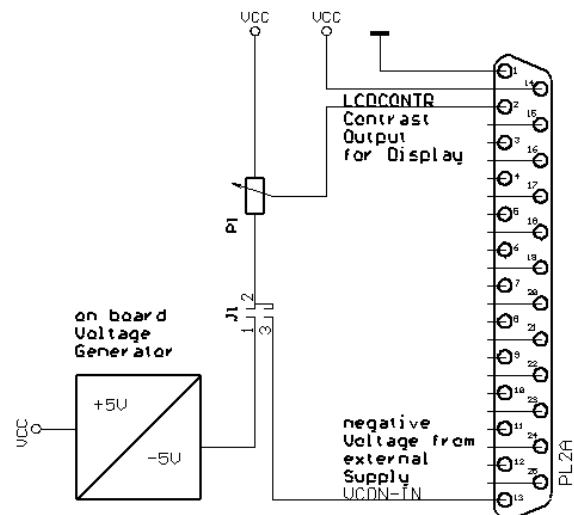 VCC
VCC
LCDCONTR
Contrast
Output
for Display
P1
J1
2
1
3
on board
Voltage
Generator
+5V
-5V
VCC
negative
Voltage from
external
Supply
VCON-IN
1
14
2
15
3
16
4
17
5
18
6
19
7
20
8
21
9
22
10
23
11
24
12
25
13
PL2A